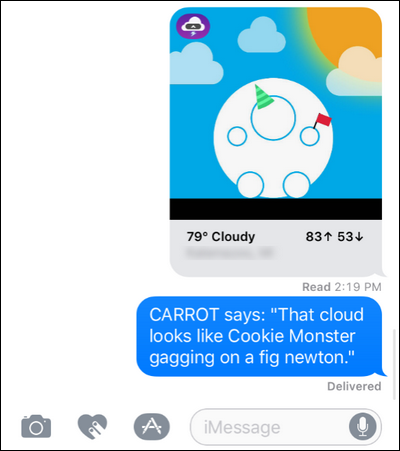 79° Cloudy 83↑ 53↓
Read 2:19 PM
CARROT says: "That cloud
looks like Cookie Monster
gagging on a fig newton."
Delivered
iMessage